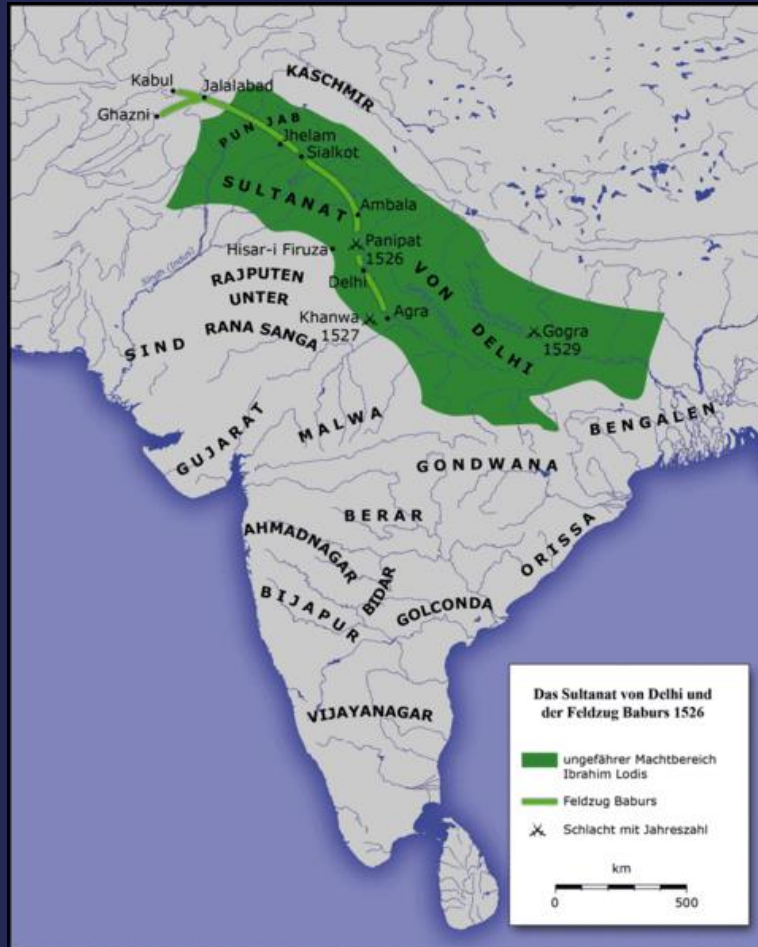 KASCHMIR
Kabul
Jalalabad
Ghazni
PUNJAB
Jhelam
Sialkot
SULTANAT
Ambala
Panipat
1526
Hisar-i Firuza
Sindh (Indus)
VON
Delhi
RAJPUTEN
UNTER
RANA SANGA
Khanwa
1527
Agra
DELHI
Gogra
1529
SIND
GUJARAT
MALWA
BENGALEN
GONDWANA
BERAR
AHMADNAGAR
ORISSA
BIDAR
BIJAPUR
GOLCONDA
VIJAYANAGAR
Das Sultanat von Delhi und
der Feldzug Baburs 1526
ungefährer Machtbereich
Ibrahim Lodis
Feldzug Baburs
Schlacht mit Jahreszahl
km
0 500